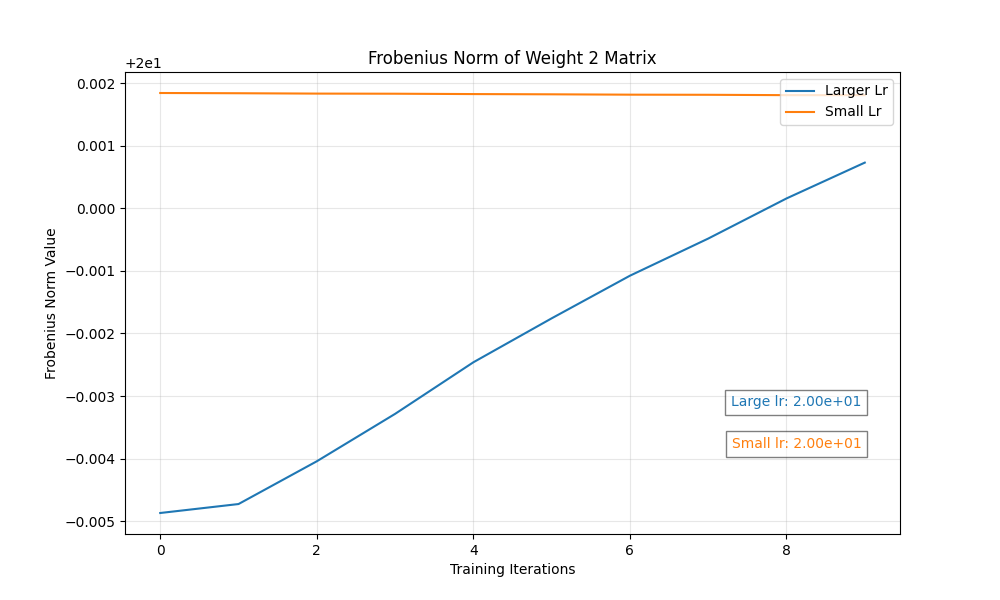 Frobenius Norm of Weight 2 Matrix
+2e1
0.002
0.001
0.000
−0.001
−0.002
−0.003
−0.004
−0.005
Frobenius Norm Value
Larger Lr
Small Lr
Large lr: 2.00e+01
Small lr: 2.00e+01
0 2 4 6 8
Training Iterations